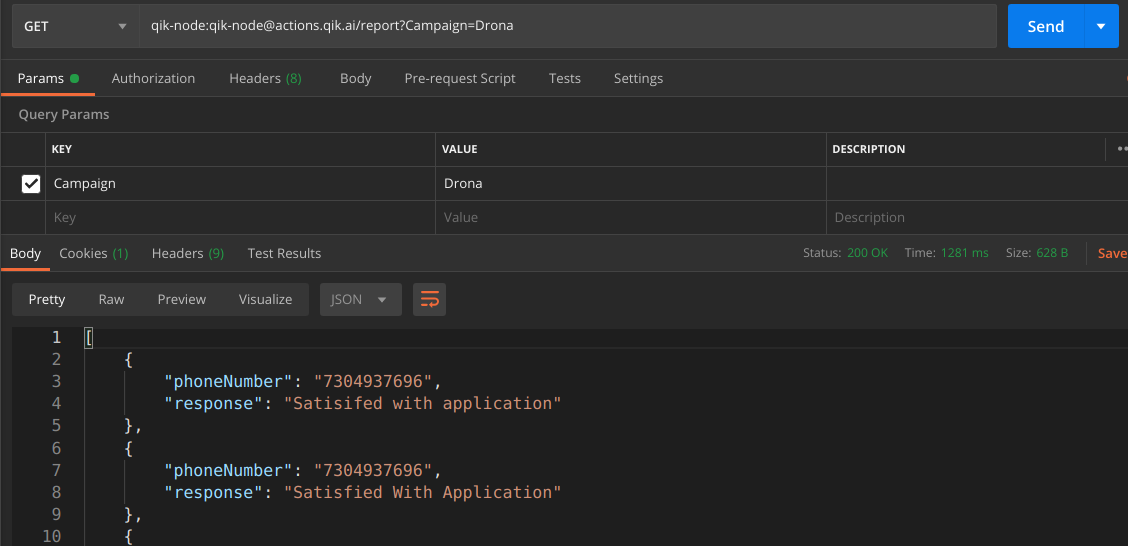 GET qik-node:qik-node@actions.qik.ai/report?Campaign=Drona Send
Params Authorization Headers (8) Body Pre-request Script Tests Settings
Query Params
KEY VALUE DESCRIPTION
Campaign Drona
Key Value Description
Body Cookies (1) Headers (9) Test Results Status: 200 OK Time: 1281 ms Size: 628 B Save
Pretty Raw Preview Visualize JSON
1 [
2 {
3 "phoneNumber": "7304937696",
4 "response": "Satisifed with application"
5 },
6 {
7 "phoneNumber": "7304937696",
8 "response": "Satisfied With Application"
9 },
10 {